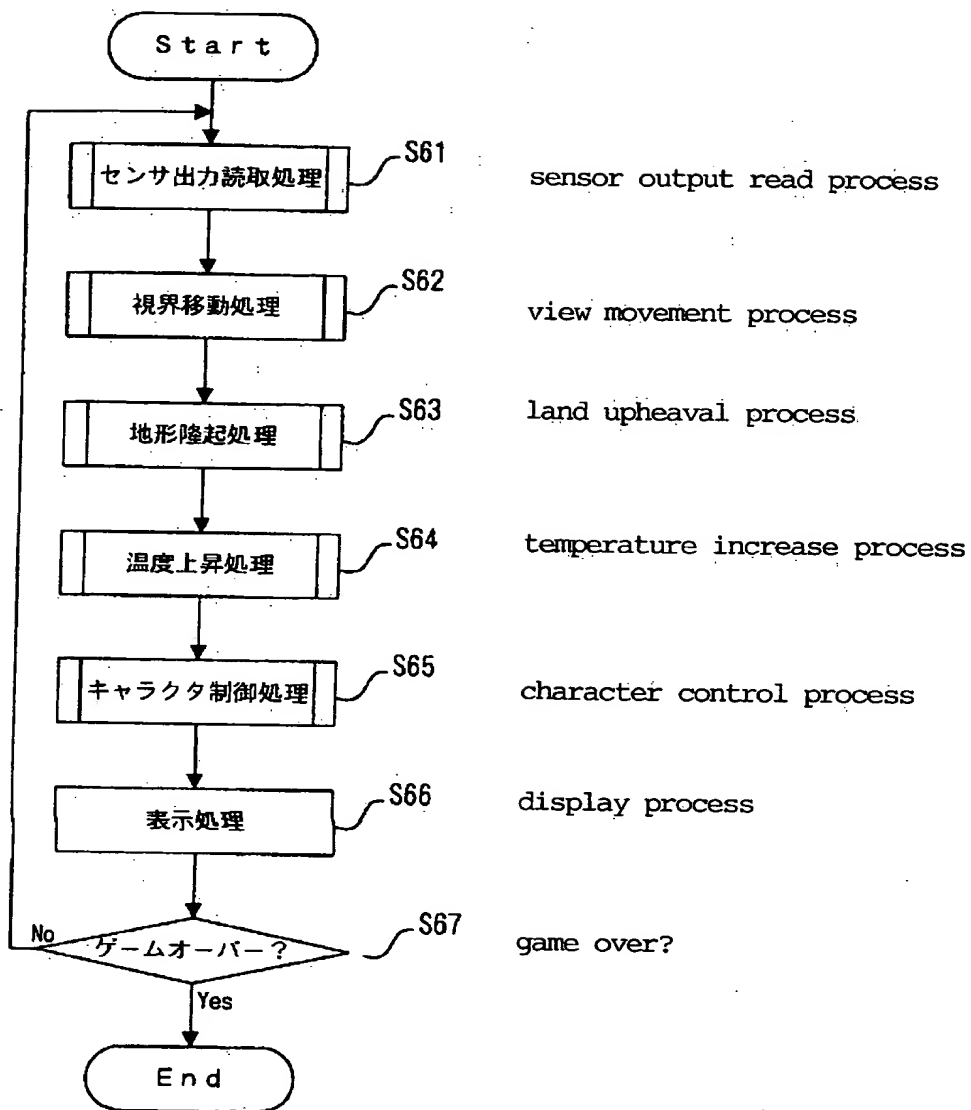 Start
センサ出力読取処理 S61 sensor output read process
視界移動処理 S62 view movement process
地形隆起処理 S63 land upheaval process
温度上昇処理 S64 temperature increase process
キャラクタ制御処理 S65 character control process
表示処理 S66 display process
No ゲームオーバー？ S67 game over?
Yes
End